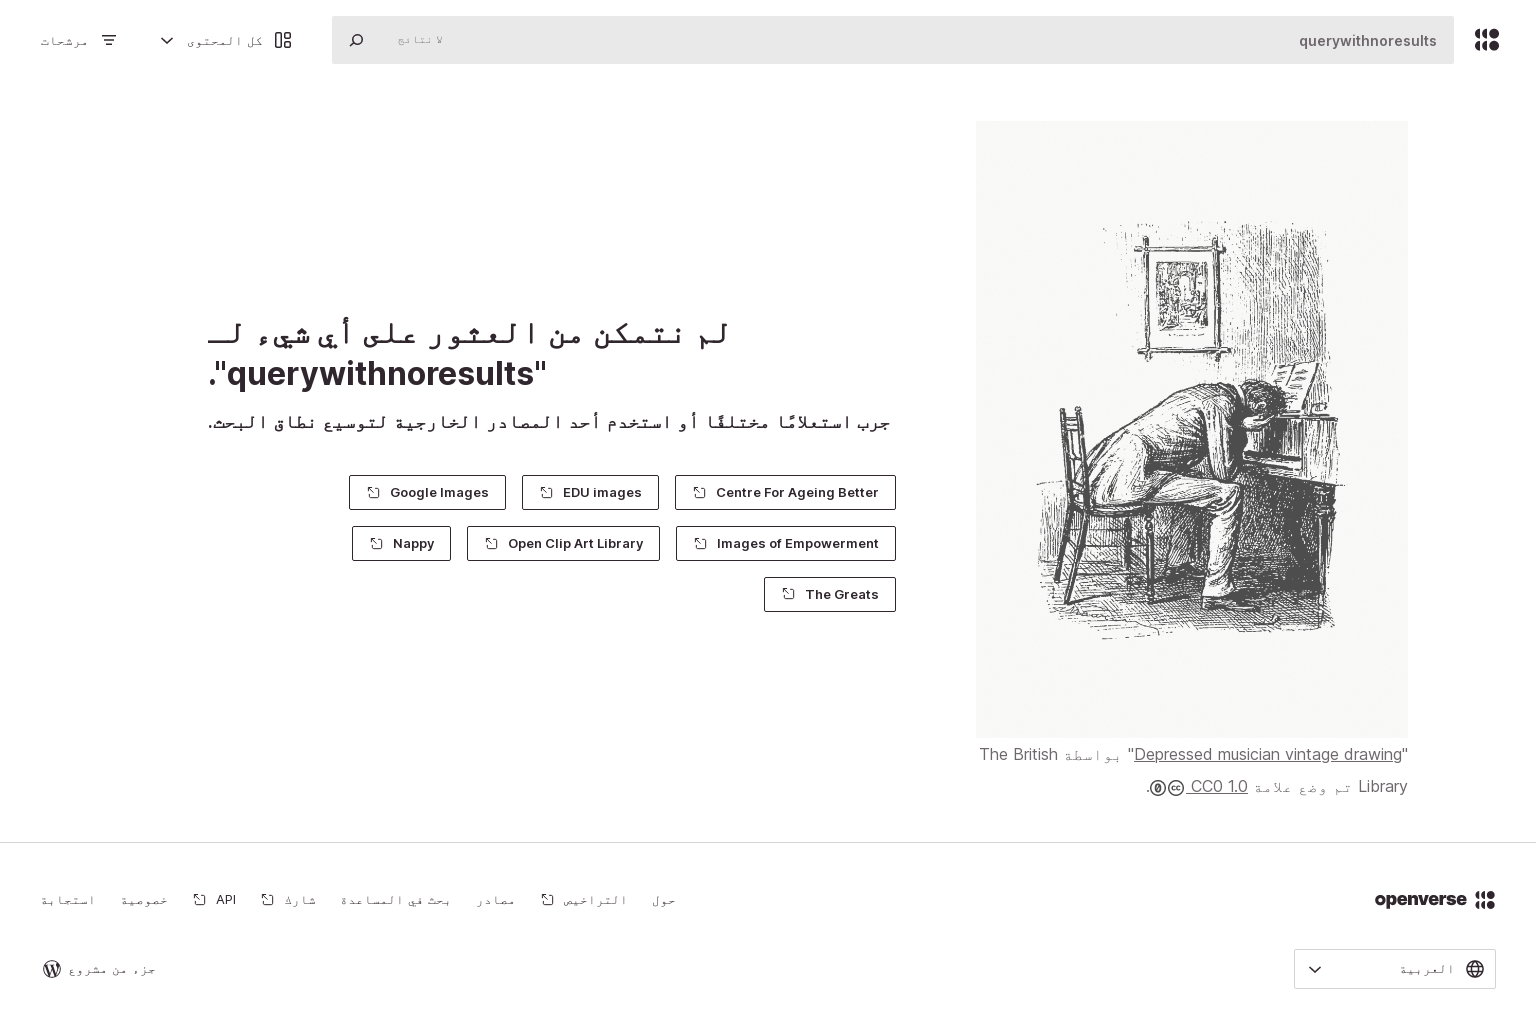 querywithnoresults
لا نتائج
كل المحتوى
مرشحات
لم نتمكن من العثور على أي شيء لـ
"querywithnoresults".
جرب استعلامًا مختلفًا أو استخدم أحد المصادر الخارجية لتوسيع نطاق البحث.
Centre For Ageing Better
EDU images
Google Images
Images of Empowerment
Open Clip Art Library
Nappy
The Greats
"Depressed musician vintage drawing" بواسطة The British
Library تم وضع علامة CC0 1.0.
openverse
حول
التراخيص
مصادر
بحث في المساعدة
شارك
API
خصوصية
استجابة
العربية
جزء من مشروع